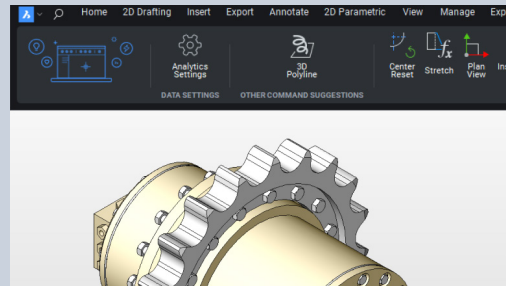 Home 2D Drafting Insert Export Annotate 2D Parametric View Manage
Analytics
Settings
3D
Polyline
Center
Reset
Stretch
Plan
View
DATA SETTINGS OTHER COMMAND SUGGESTIONS